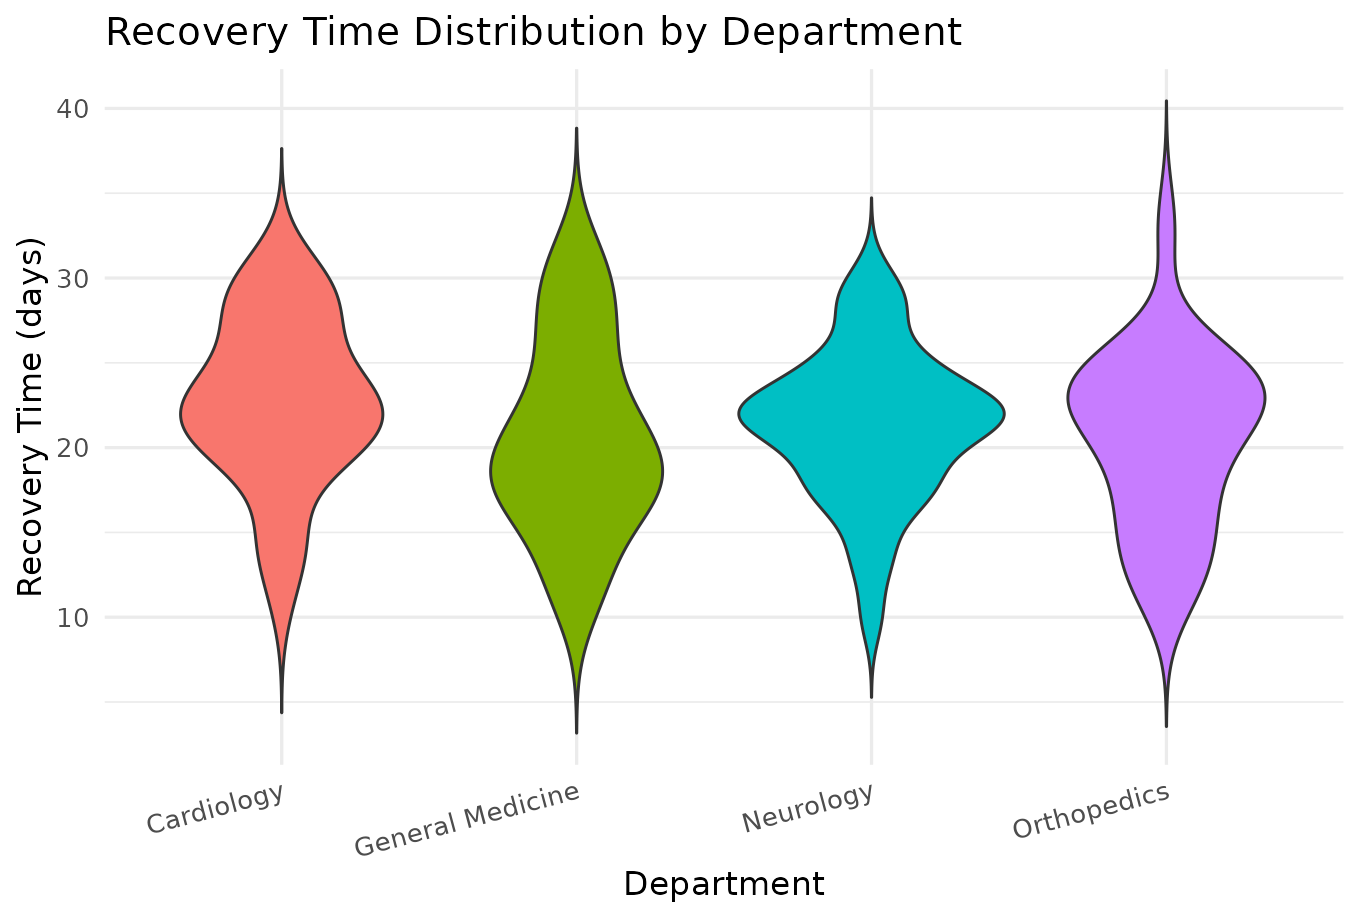 Recovery Time Distribution by Department
Recovery Time (days)
40
30
20
10
Cardiology
General Medicine
Neurology
Orthopedics
Department